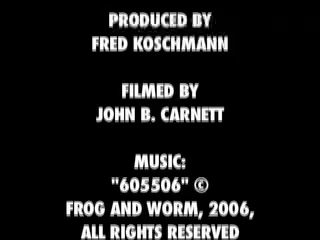 PRODUCED BY
FRED KOSCHMANN
FILMED BY
JOHN B. CARNETT
MUSIC:
"605506" ©
FROG AND WORM, 2006,
ALL RIGHTS RESERVED